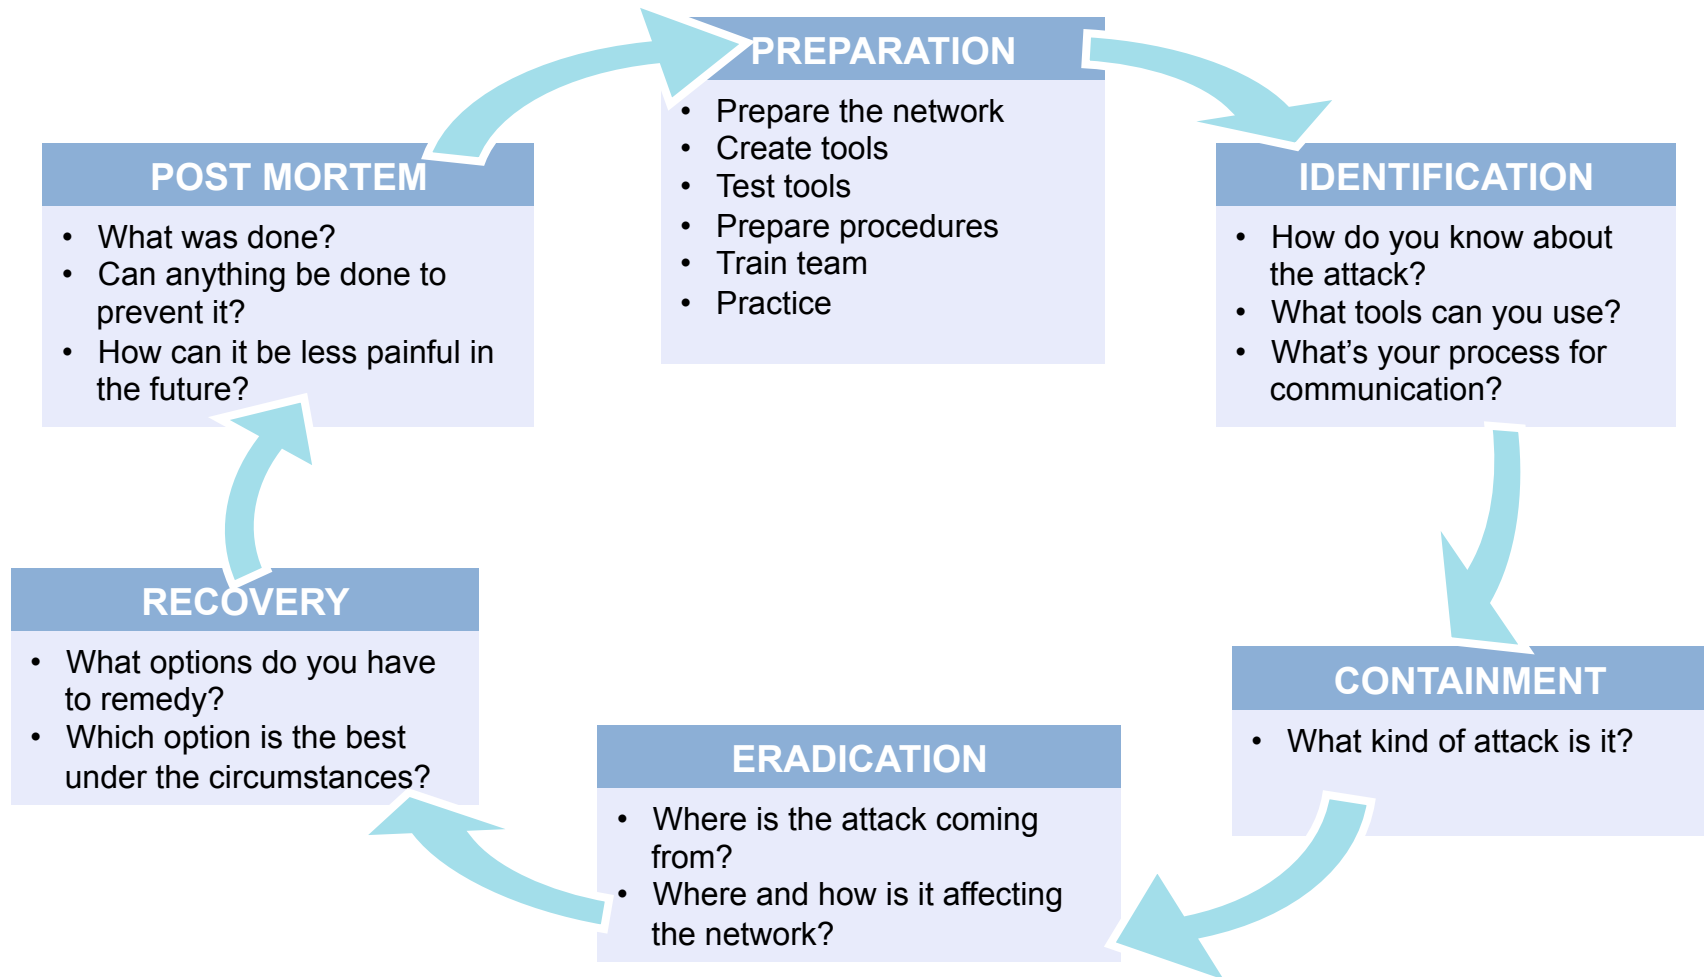 PREPARATION
• Prepare the network
• Create tools
• Test tools
• Prepare procedures
• Train team
• Practice
IDENTIFICATION
• How do you know about
the attack?
• What tools can you use?
• What’s your process for
communication?
CONTAINMENT
• What kind of attack is it?
ERADICATION
• Where is the attack coming
from?
• Where and how is it affecting
the network?
RECOVERY
• What options do you have
to remedy?
• Which option is the best
under the circumstances?
POST MORTEM
• What was done?
• Can anything be done to
prevent it?
• How can it be less painful in
the future?